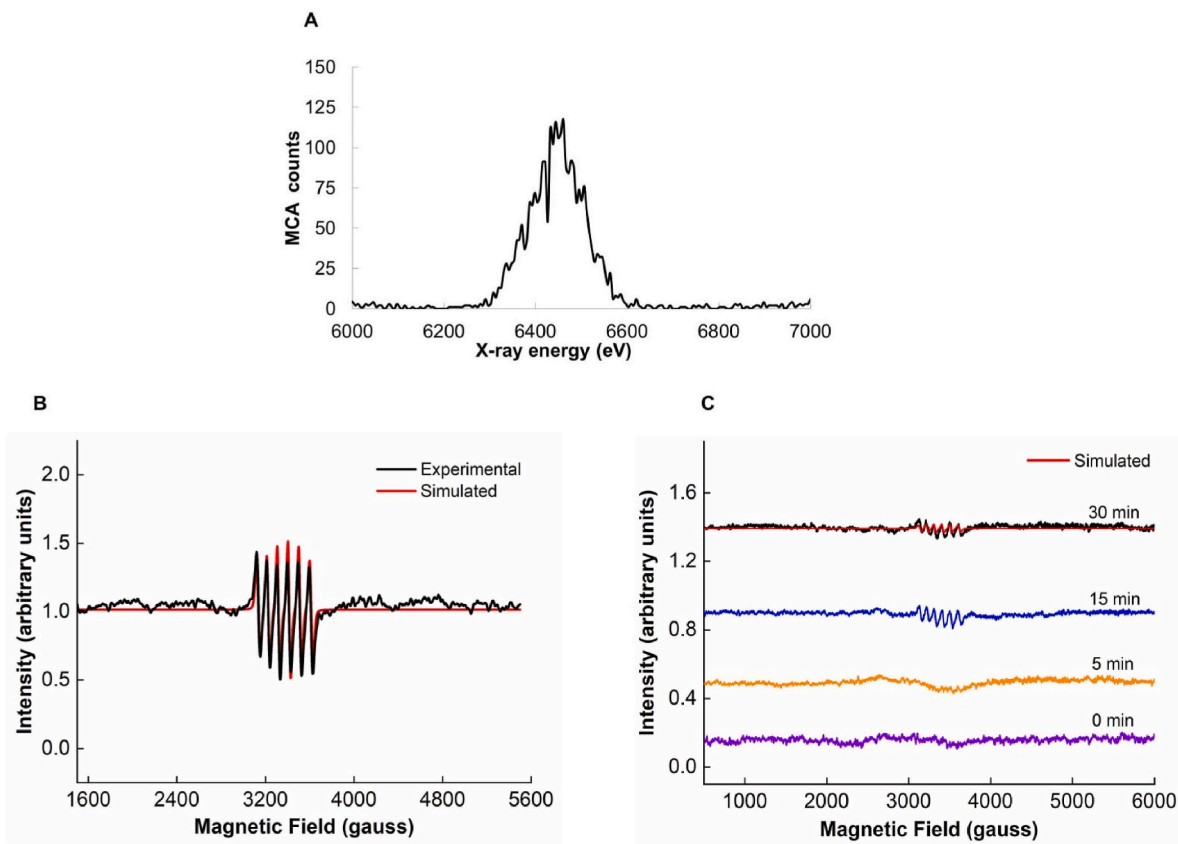 A
150
125
100
75
50
25
0
MCA counts
6000 6200 6400 6600 6800 7000
X-ray energy (eV)
B
2.0
1.5
1.0
0.5
0.0
Intensity (arbitrary units)
Experimental
Simulated
1600 2400 3200 4000 4800 5600
Magnetic Field (gauss)
C
1.6
1.2
0.8
0.4
0.0
Intensity (arbitrary units)
Simulated
30 min
15 min
5 min
0 min
1000 2000 3000 4000 5000 6000
Magnetic Field (gauss)